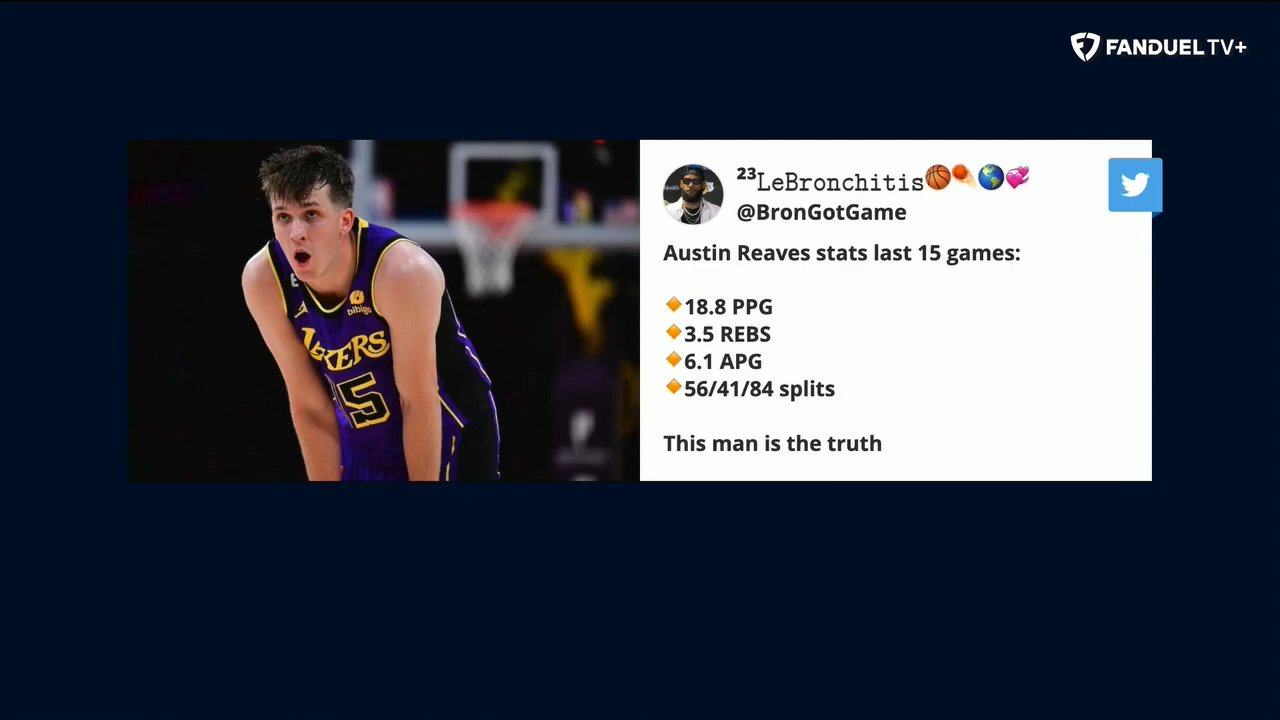 FANDUEL TV+
23LeBronchitis🏀☄️🌎💞
@BronGotGame
Austin Reaves stats last 15 games:
🔸18.8 PPG
🔸3.5 REBS
🔸6.1 APG
🔸56/41/84 splits
This man is the truth
bibigo
LAKERS
15